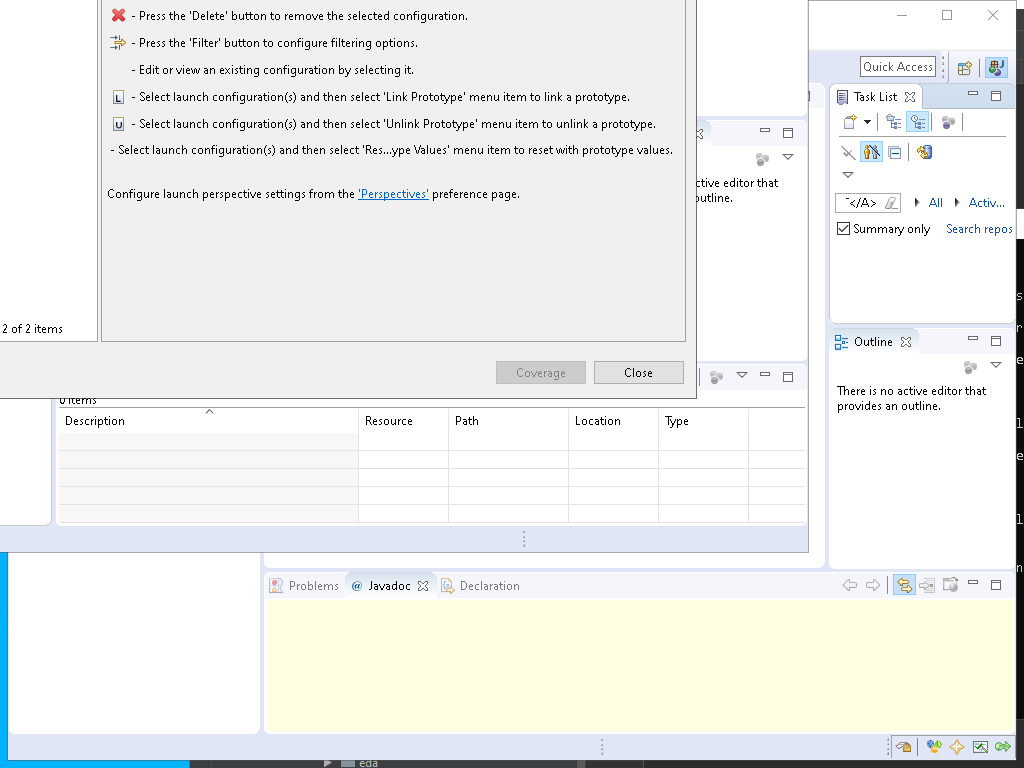 - Press the 'Delete' button to remove the selected configuration.
- Press the 'Filter' button to configure filtering options.
- Edit or view an existing configuration by selecting it.
L - Select launch configuration(s) and then select 'Link Prototype' menu item to link a prototype.
U - Select launch configuration(s) and then select 'Unlink Prototype' menu item to unlink a prototype.
- Select launch configuration(s) and then select 'Res...ype Values' menu item to reset with prototype values.
Configure launch perspective settings from the 'Perspectives' preference page.
2 of 2 items
Coverage
Close
Quick Access
Task List
</A>
All
Activ...
Summary only
Search repos
ctive editor that
outline.
Outline
There is no active editor that
provides an outline.
0 items
Description
Resource
Path
Location
Type
Problems
@ Javadoc
Declaration
eda